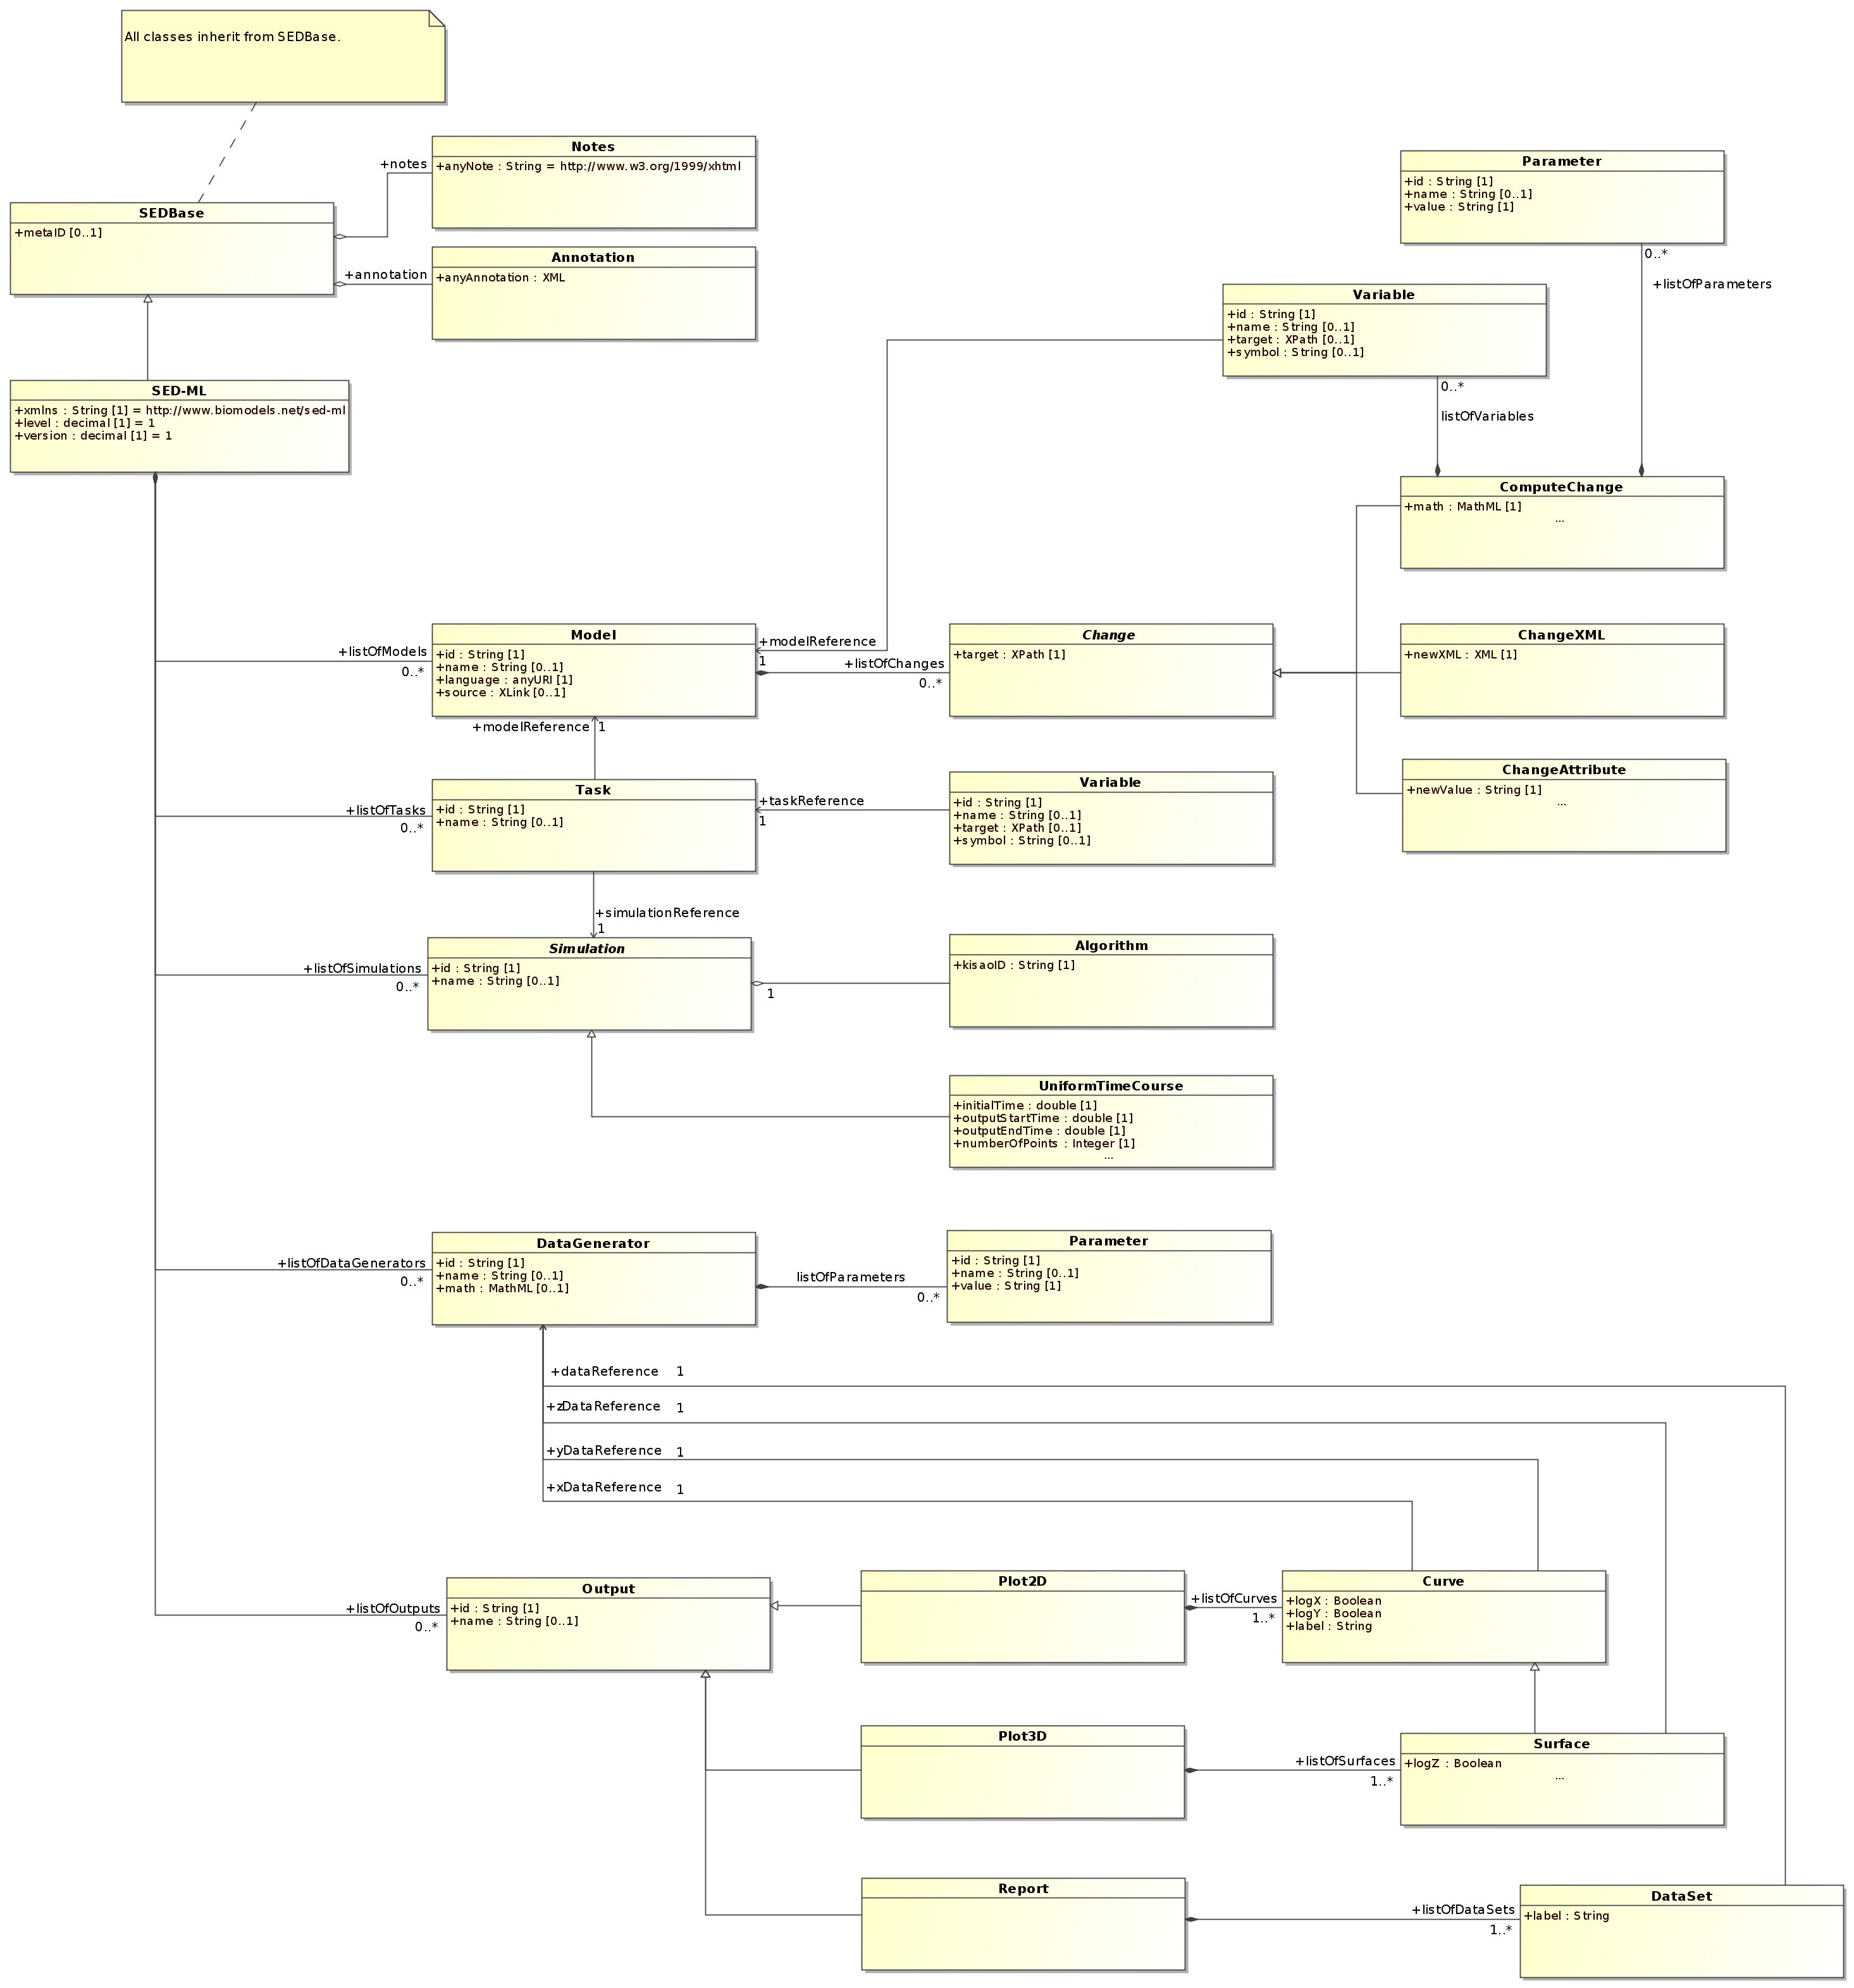 All classes inherit from SEDBase.
Notes
+anyNote : String = http://www.w3.org/1999/xhtml
+notes
SEDBase
+metaID [0..1]
Annotation
+anyAnnotation : XML
+annotation
SED-ML
+xmlns : String [1] = http://www.biomodels.net/sed-ml
+level : decimal [1] = 1
+version : decimal [1] = 1
Parameter
+id : String [1]
+name : String [0..1]
+value : String [1]
0..*
+listOfParameters
Variable
+id : String [1]
+name : String [0..1]
+target : XPath [0..1]
+symbol : String [0..1]
0..*
listOfVariables
ComputeChange
+math : MathML [1]
...
+listOfModels
0..*
Model
+id : String [1]
+name : String [0..1]
+language : anyURI [1]
+source : XLink [0..1]
+modelReference
1
+listOfChanges
0..*
Change
+target : XPath [1]
ChangeXML
+newXML : XML [1]
+modelReference
1
ChangeAttribute
+newValue : String [1]
...
+listOfTasks
0..*
Task
+id : String [1]
+name : String [0..1]
+taskReference
1
Variable
+id : String [1]
+name : String [0..1]
+target : XPath [0..1]
+symbol : String [0..1]
+simulationReference
1
+listOfSimulations
0..*
Simulation
+id : String [1]
+name : String [0..1]
1
Algorithm
+kisaoID : String [1]
UniformTimeCourse
+initialTime : double [1]
+outputStartTime : double [1]
+outputEndTime : double [1]
+numberOfPoints : Integer [1]
...
+listOfDataGenerators
0..*
DataGenerator
+id : String [1]
+name : String [0..1]
+math : MathML [0..1]
listOfParameters
0..*
Parameter
+id : String [1]
+name : String [0..1]
+value : String [1]
+dataReference 1
+zDataReference 1
+yDataReference 1
+xDataReference 1
+listOfOutputs
0..*
Output
+id : String [1]
+name : String [0..1]
Plot2D
+listOfCurves
1..*
Curve
+logX : Boolean
+logY : Boolean
+label : String
Plot3D
+listOfSurfaces
1..*
Surface
+logZ : Boolean
...
Report
+listOfDataSets
1..*
DataSet
+label : String